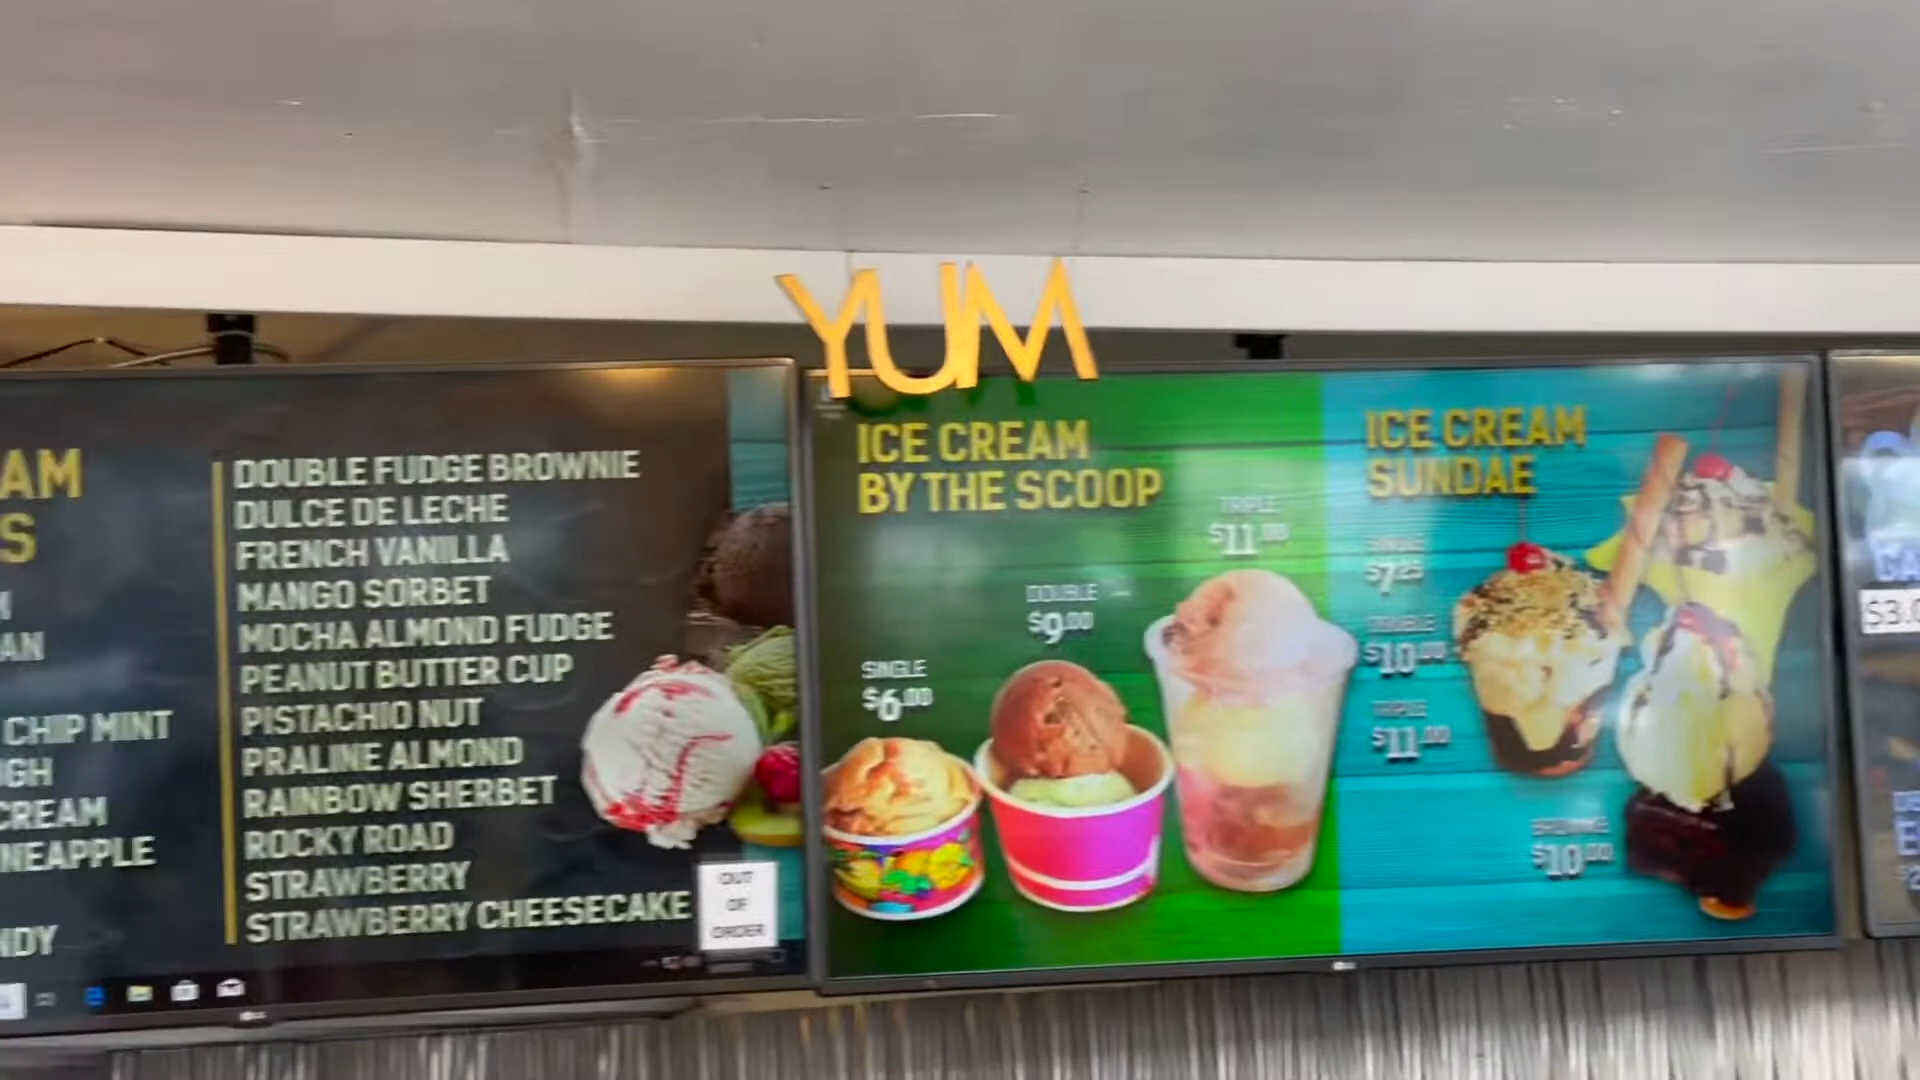 YUM
AM
S
AN
CHIP MINT
GH
CREAM
NEAPPLE
NDY
DOUBLE FUDGE BROWNIE
DULCE DE LECHE
FRENCH VANILLA
MANGO SORBET
MOCHA ALMOND FUDGE
PEANUT BUTTER CUP
PISTACHIO NUT
PRALINE ALMOND
RAINBOW SHERBET
ROCKY ROAD
STRAWBERRY
STRAWBERRY CHEESECAKE
OUT
OF
ORDER
ICE CREAM
BY THE SCOOP
SINGLE
$6.00
DOUBLE
$9.00
TRIPLE
$11.00
ICE CREAM
SUNDAE
SINGLE
$7.25
DOUBLE
$10.00
TRIPLE
$11.00
BROWNIE
$10.00
$3.0